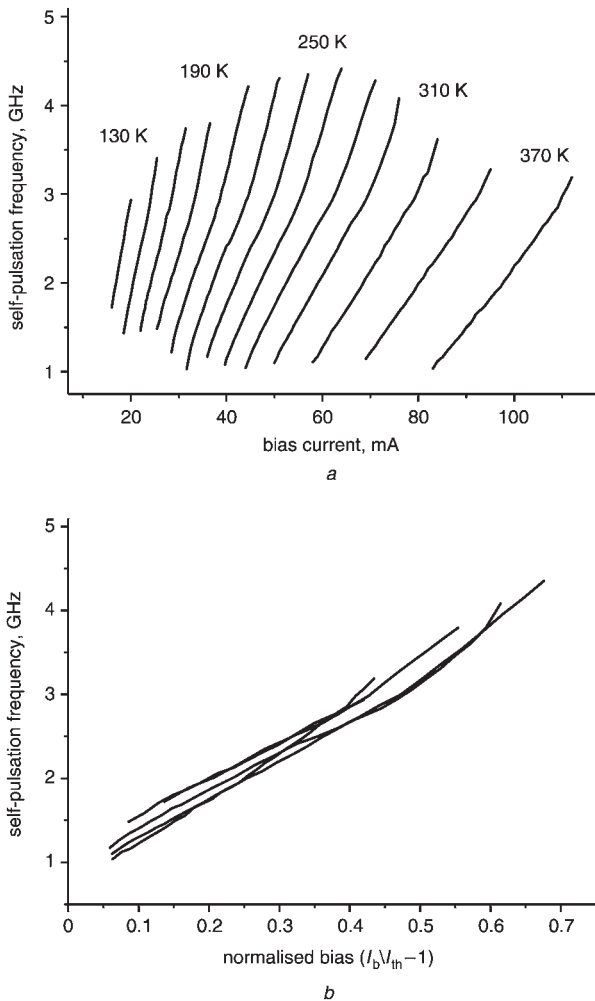 5
250 K
190 K
4
310 K
130 K
370 K
3
2
1
self-pulsation frequency, GHz
20 40 60 80 100
bias current, mA
a
5
4
3
2
1
self-pulsation frequency, GHz
0 0.1 0.2 0.3 0.4 0.5 0.6 0.7
normalised bias (I_b\I_th−1)
b